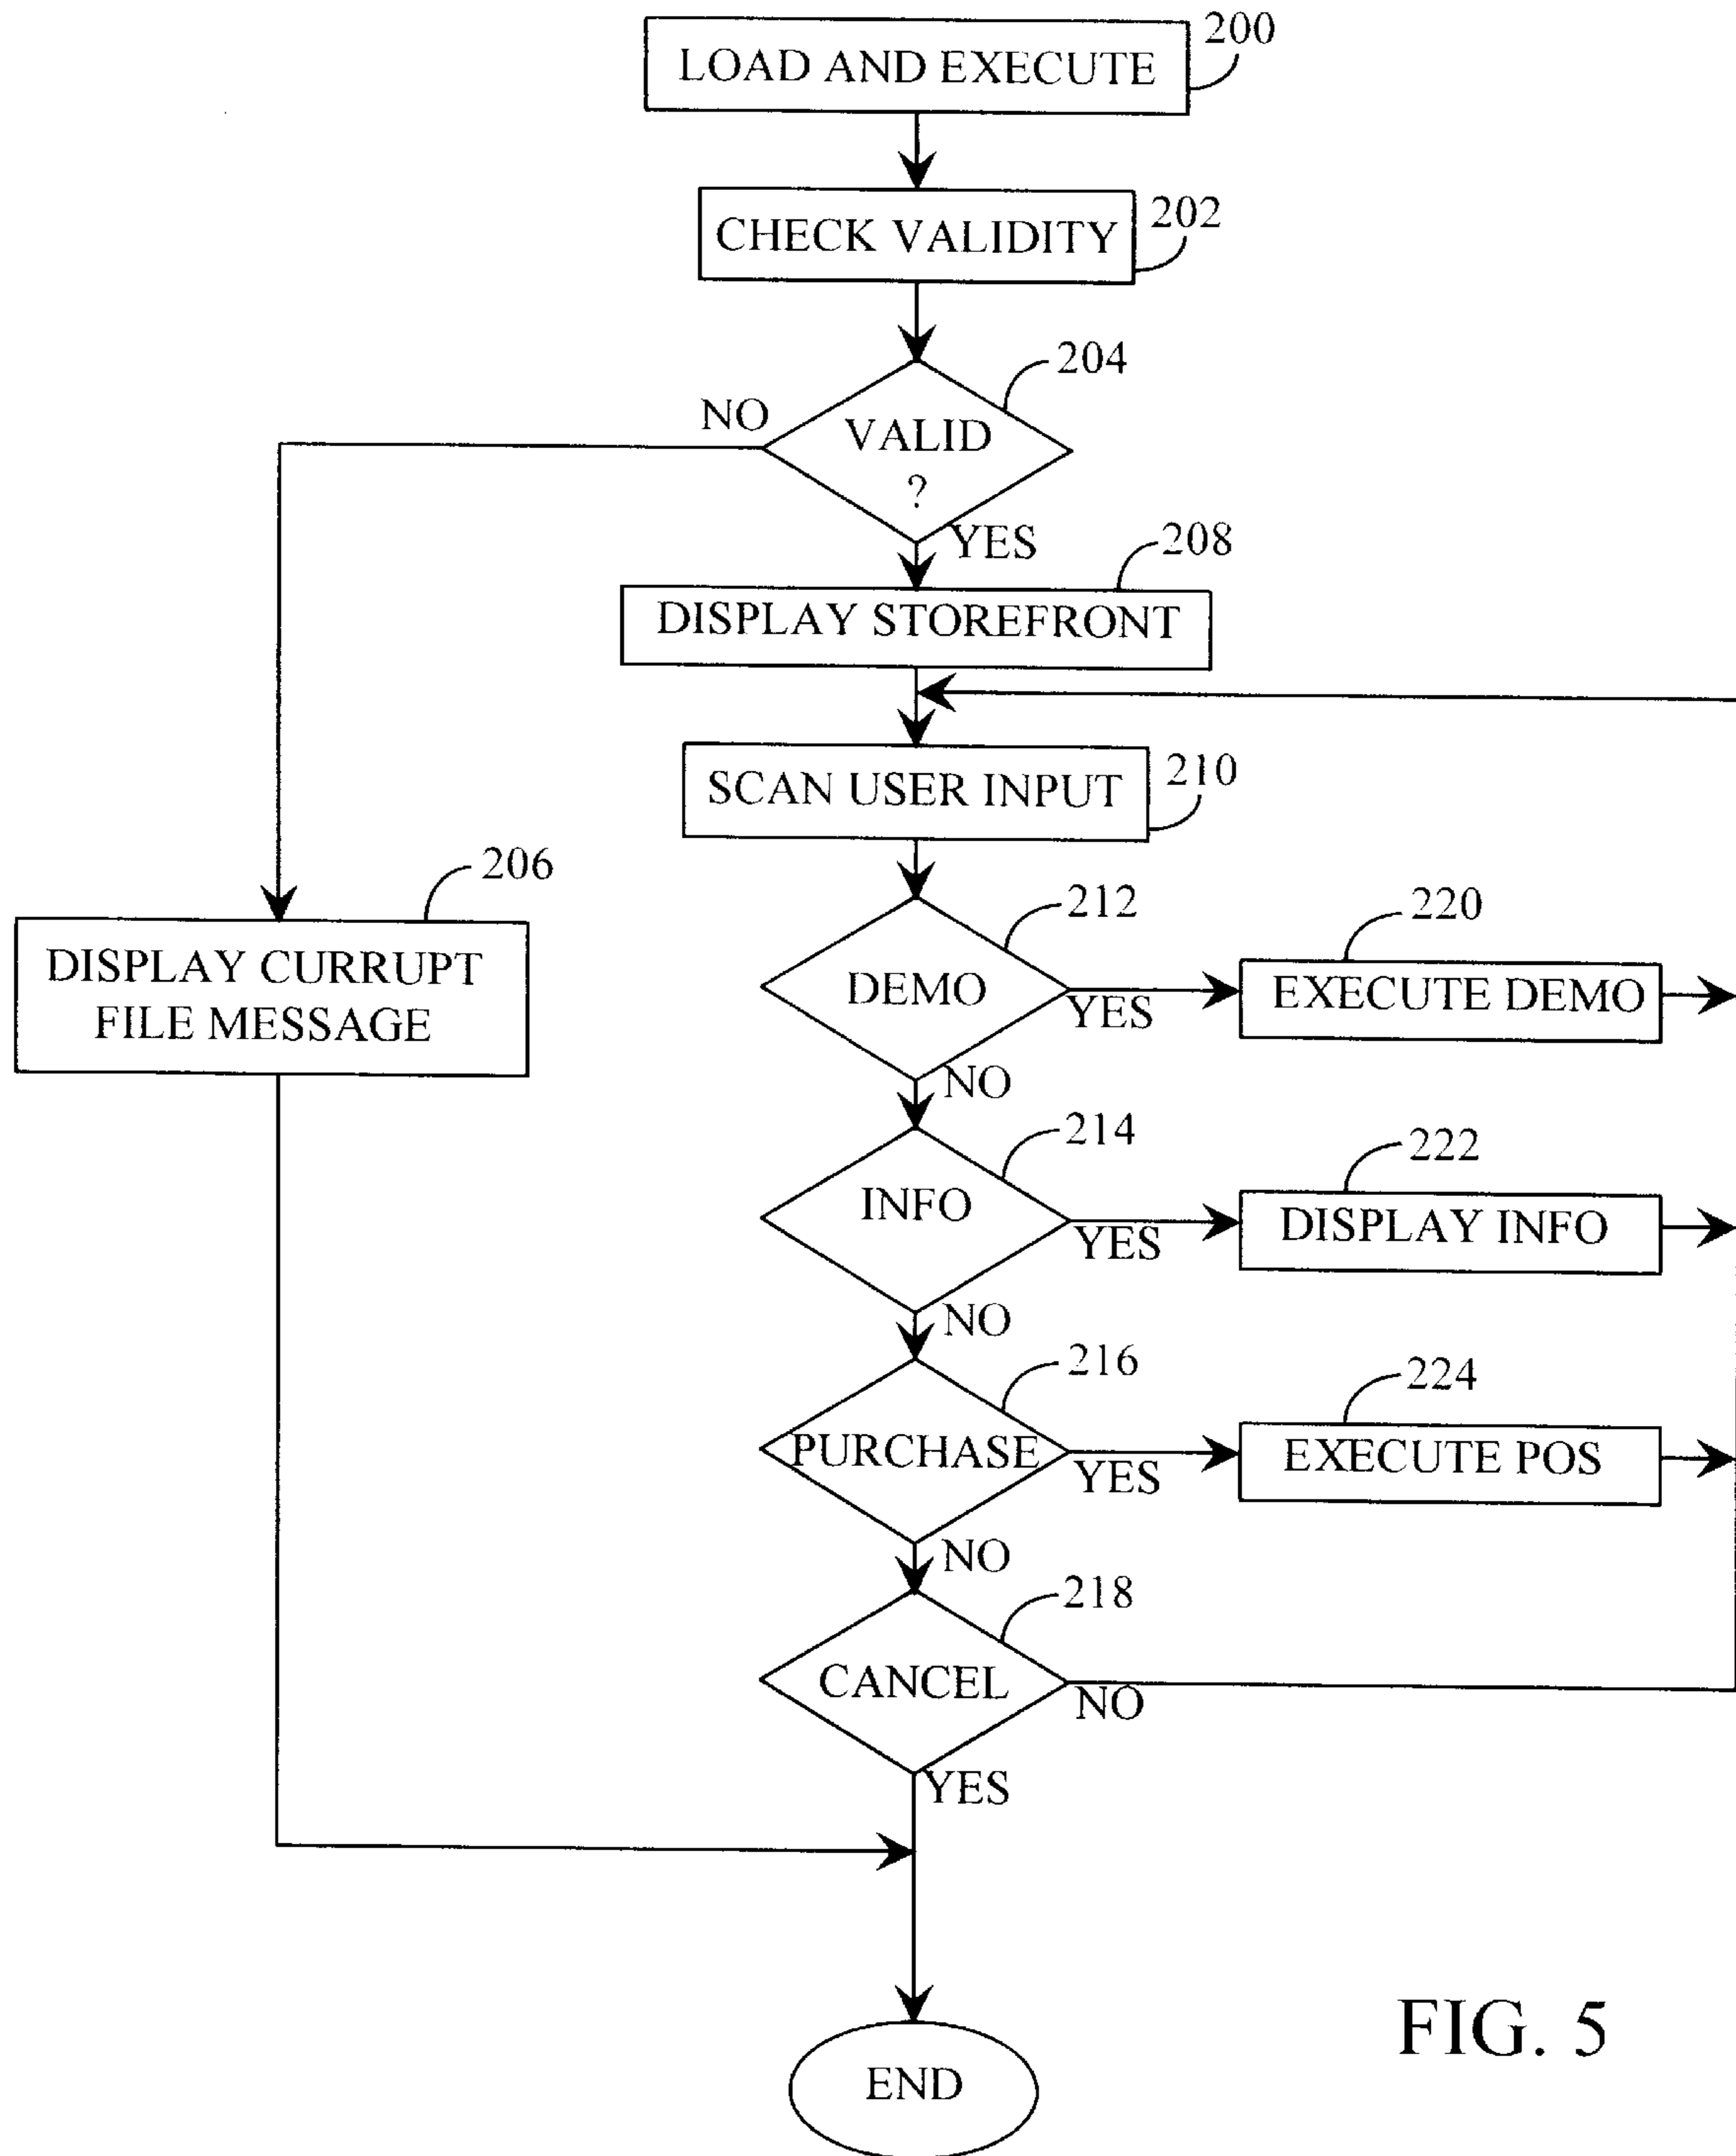 LOAD AND EXECUTE
200
CHECK VALIDITY
202
204
NO
VALID
?
YES
208
DISPLAY STOREFRONT
SCAN USER INPUT
210
206
DISPLAY CURRUPT
FILE MESSAGE
212
DEMO
YES
220
EXECUTE DEMO
NO
214
INFO
YES
222
DISPLAY INFO
NO
216
PURCHASE
YES
224
EXECUTE POS
NO
218
CANCEL
NO
YES
END
FIG. 5